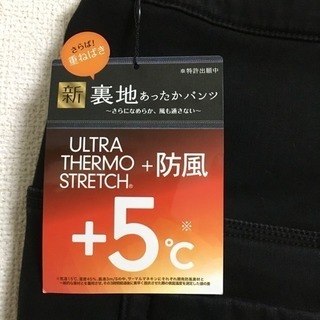 さらば!
重ねばき
※特許出願中
新 裏地あったかパンツ
~さらになめらか、風も通さない~
ULTRA
THERMO
STRETCH®
+防風
+5℃※